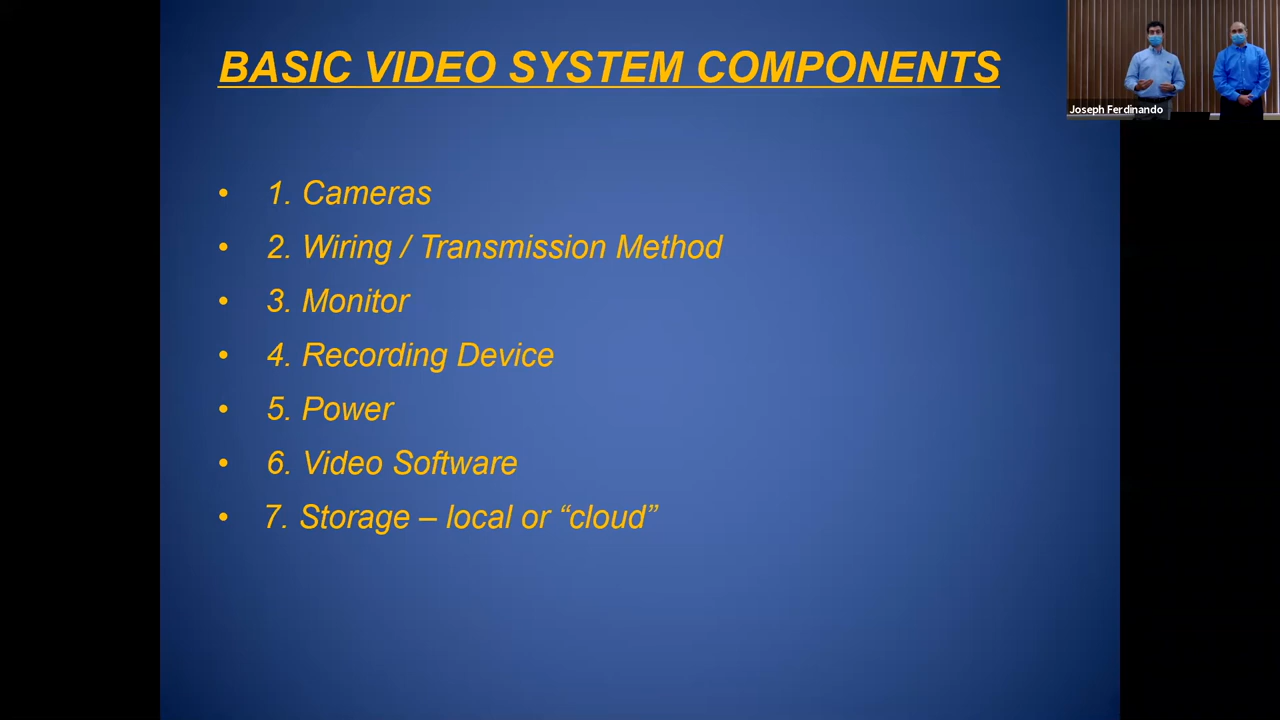 BASIC VIDEO SYSTEM COMPONENTS
Joseph Ferdinando
• 1. Cameras
• 2. Wiring / Transmission Method
• 3. Monitor
• 4. Recording Device
• 5. Power
• 6. Video Software
• 7. Storage – local or “cloud”